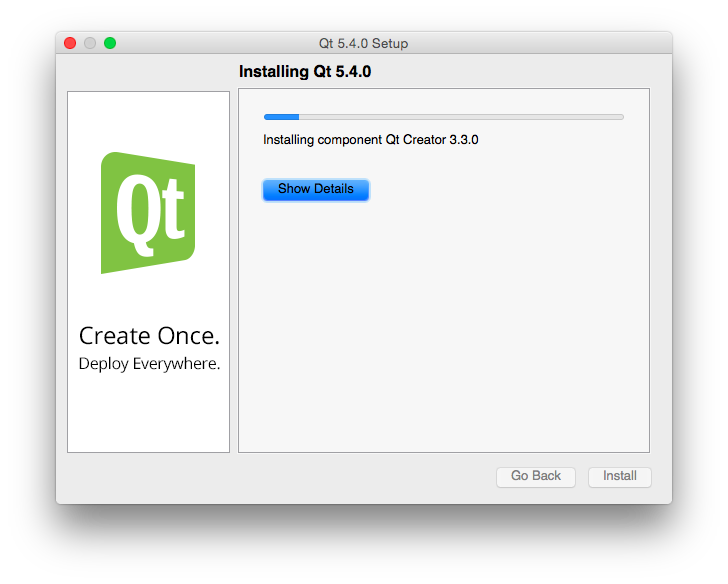 Qt 5.4.0 Setup
Installing Qt 5.4.0
Qt
Create Once.
Deploy Everywhere.
Installing component Qt Creator 3.3.0
Show Details
Go Back
Install